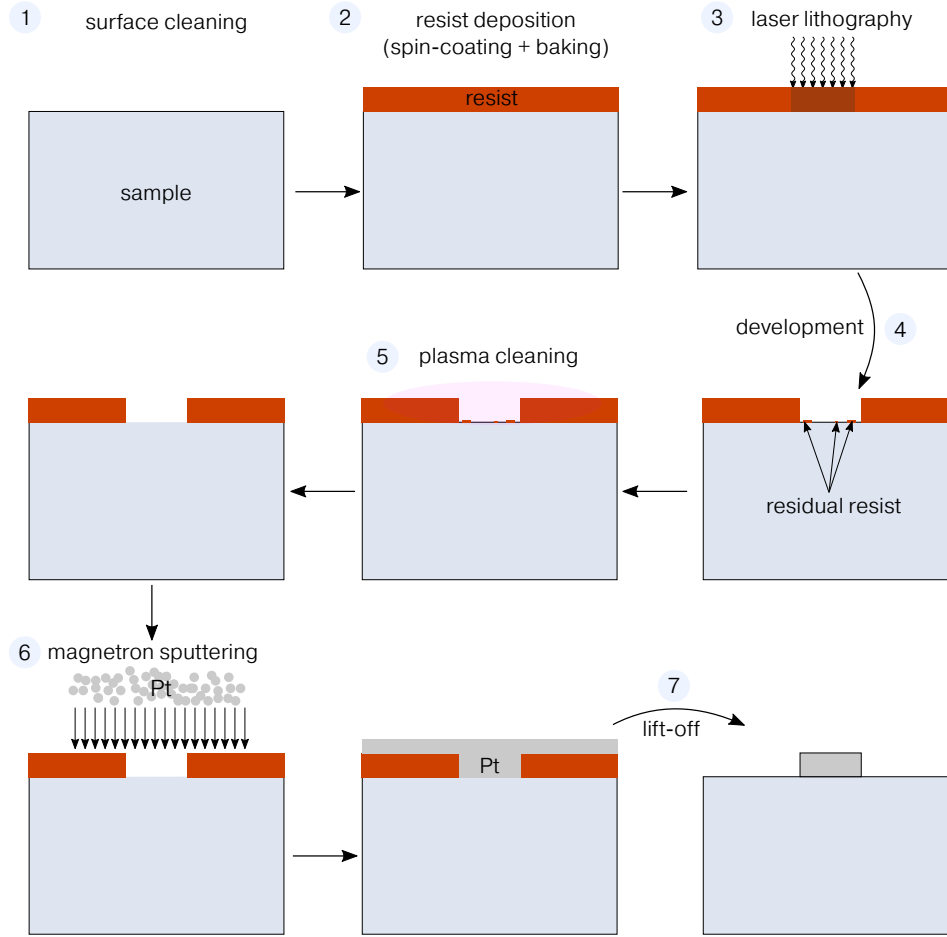 1
surface cleaning
2
resist deposition
(spin-coating + baking)
3
laser lithography
resist
sample
development
4
5
plasma cleaning
residual resist
6
magnetron sputtering
Pt
7
lift-off
Pt